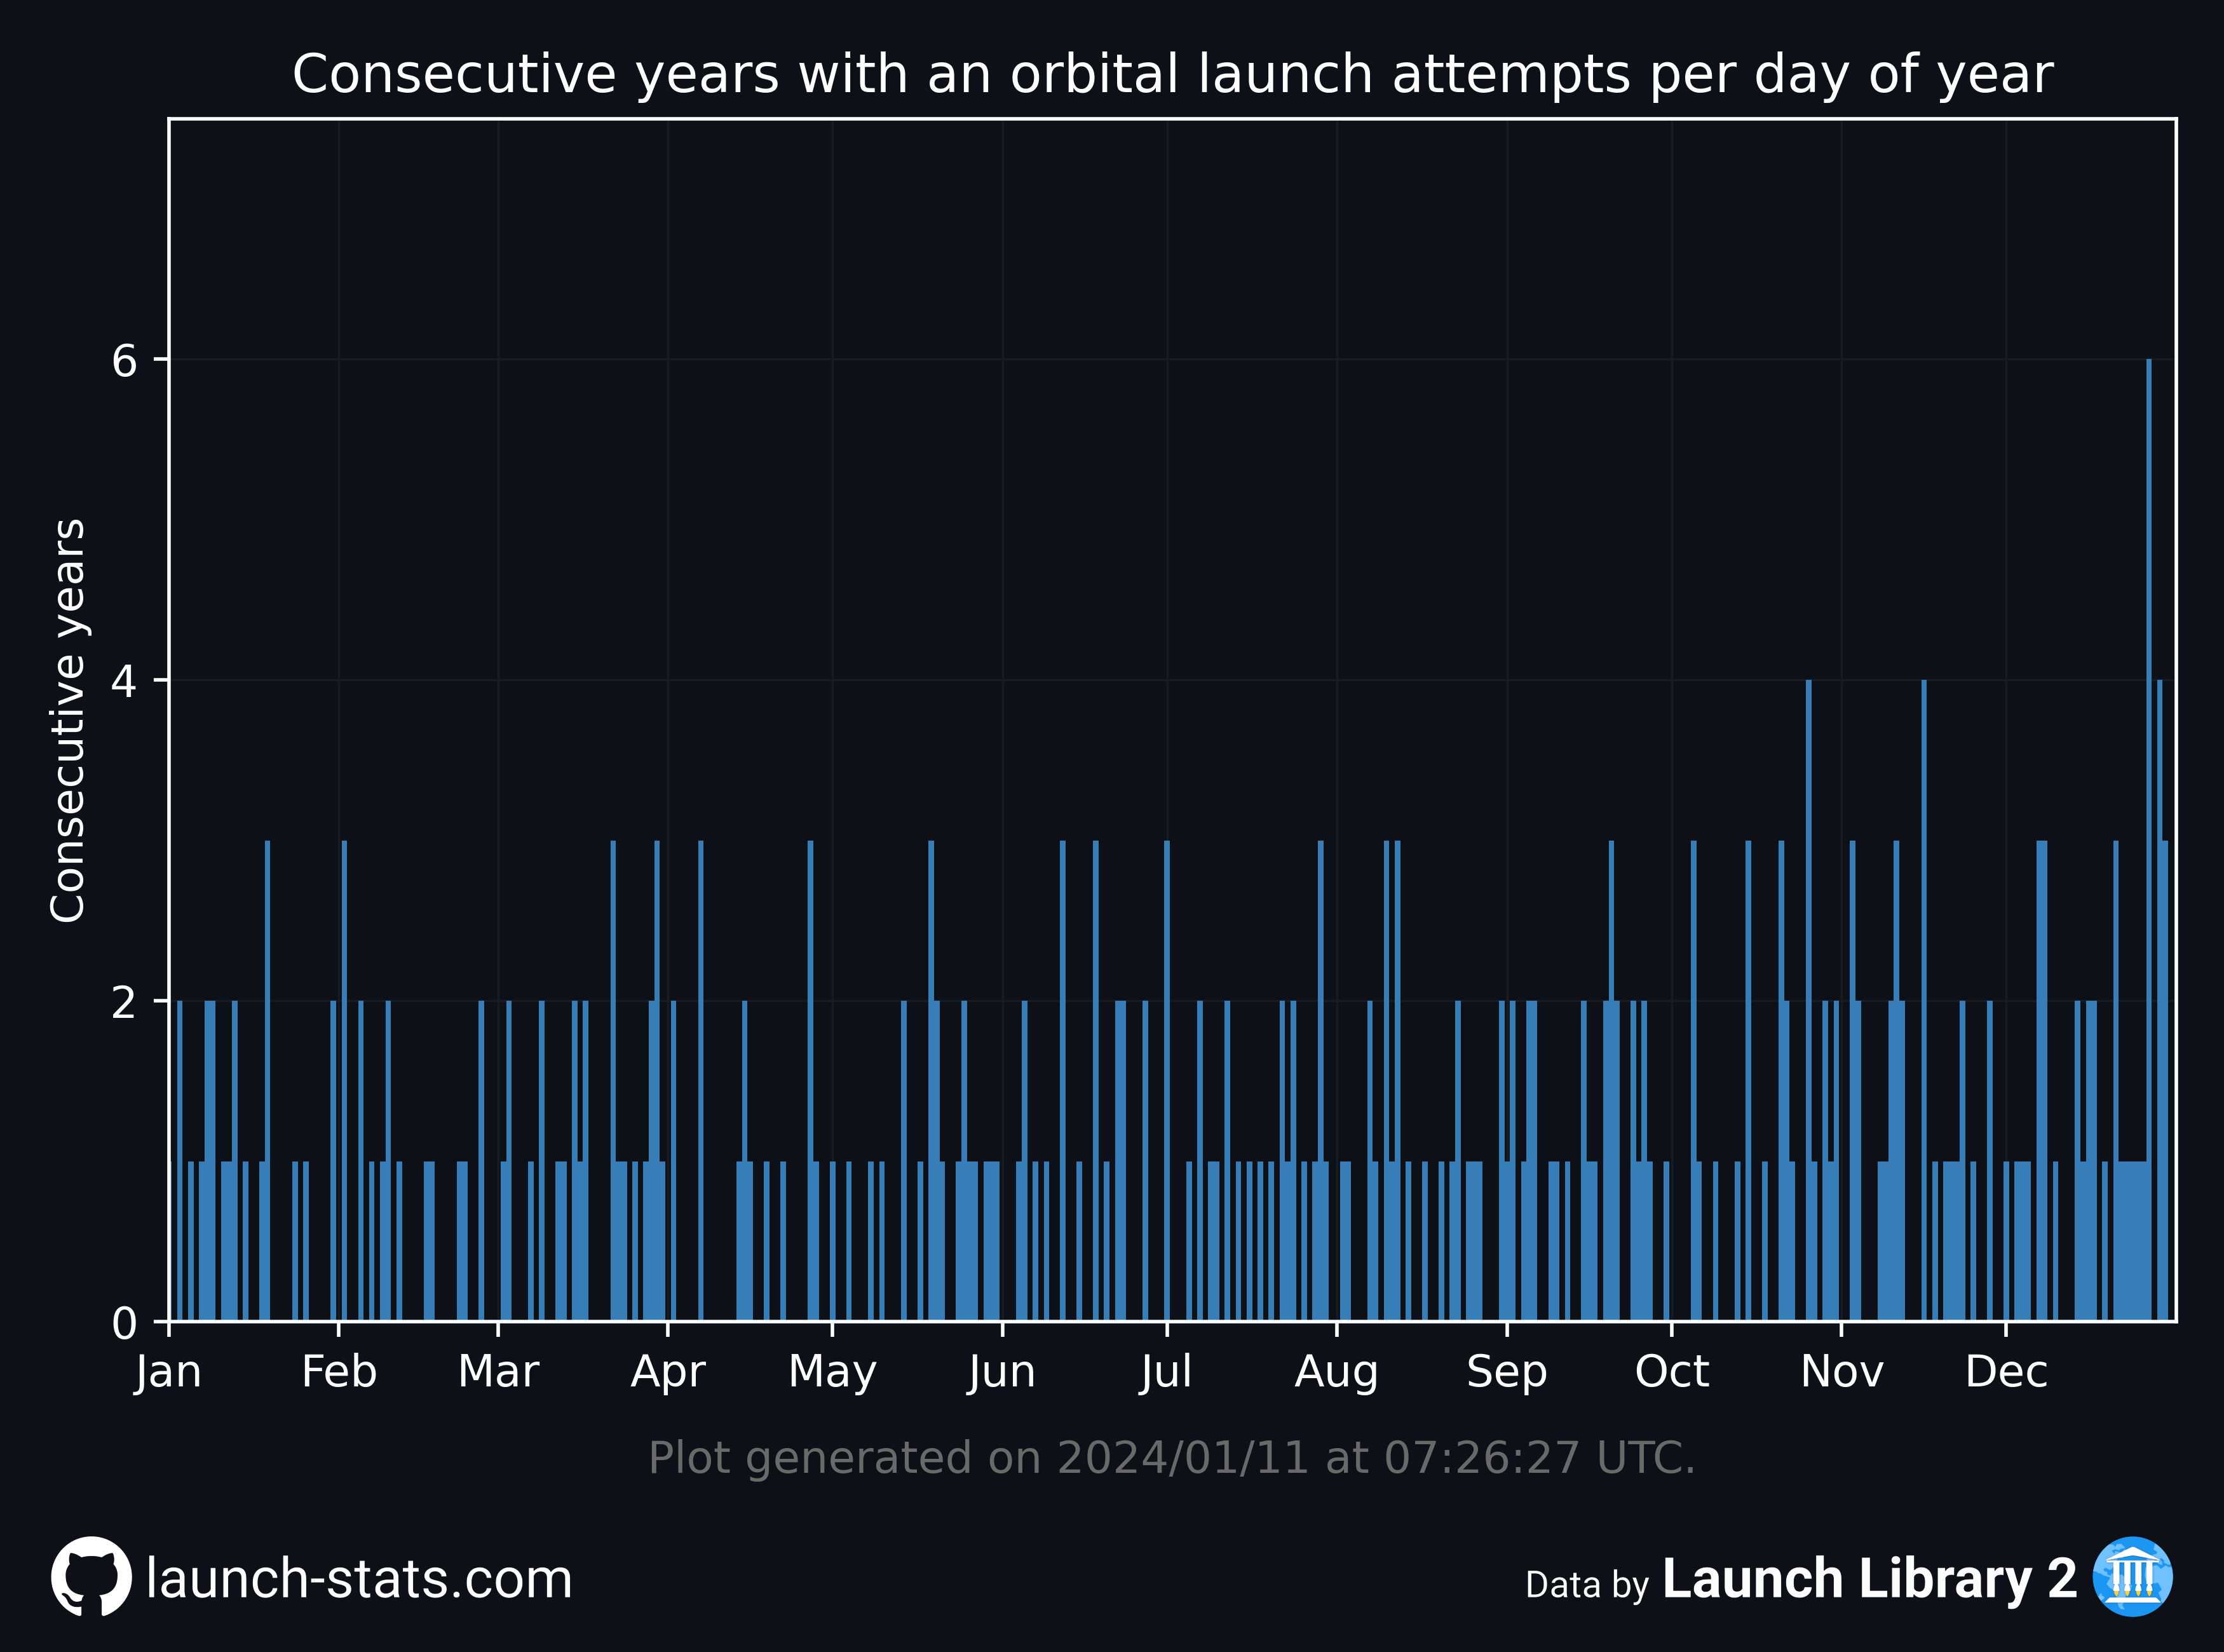 Consecutive years with an orbital launch attempts per day of year
Consecutive years
6
4
2
0
Jan Feb Mar Apr May Jun Jul Aug Sep Oct Nov Dec
Plot generated on 2024/01/11 at 07:26:27 UTC.
launch-stats.com
Data by Launch Library 2